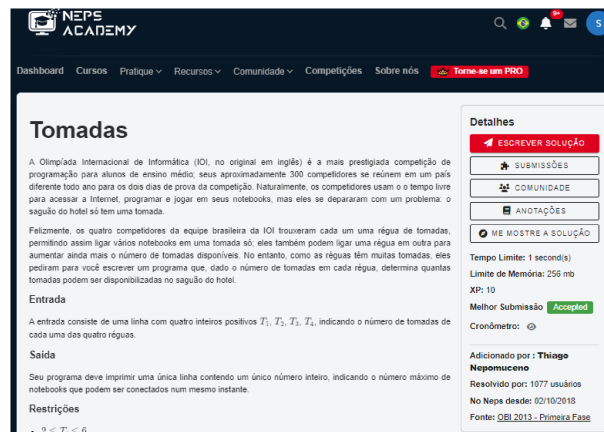 NEPS
ACADEMY
9+
S
Dashboard Cursos Pratique Recursos Comunidade Competições Sobre nós Torne-se um PRO
Tomadas
A Olimpíada Internacional de Informática (IOI, no original em inglês) é a mais prestigiada competição de
programação para alunos de ensino médio; seus aproximadamente 300 competidores se reúnem em um país
diferente todo ano para os dois dias de prova da competição. Naturalmente, os competidores usam o o tempo livre
para acessar a Internet, programar e jogar em seus notebooks, mas eles se depararam com um problema: o
saguão do hotel só tem uma tomada.
Felizmente, os quatro competidores da equipe brasileira da IOI trouxeram cada um uma régua de tomadas,
permitindo assim ligar vários notebooks em uma tomada só; eles também podem ligar uma régua em outra para
aumentar ainda mais o número de tomadas disponíveis. No entanto, como as réguas têm muitas tomadas, eles
pediram para você escrever um programa que, dado o número de tomadas em cada régua, determina quantas
tomadas podem ser disponibilizadas no saguão do hotel.
Entrada
A entrada consiste de uma linha com quatro inteiros positivos T₁, T₂, T₃, T₄, indicando o número de tomadas de
cada uma das quatro réguas.
Saída
Seu programa deve imprimir uma única linha contendo um único número inteiro, indicando o número máximo de
notebooks que podem ser conectados num mesmo instante.
Restrições
Detalhes
ESCREVER SOLUÇÃO
SUBMISSÕES
COMUNIDADE
ANOTAÇÕES
ME MOSTRE A SOLUÇÃO
Tempo Limite: 1 second(s)
Limite de Memória: 256 mb
XP: 10
Melhor Submissão Accepted
Cronômetro:
Adicionado por : Thiago
Nepomuceno
Resolvido por: 1077 usuários
No Neps desde: 02/10/2018
Fonte: OBI 2013 - Primeira Fase